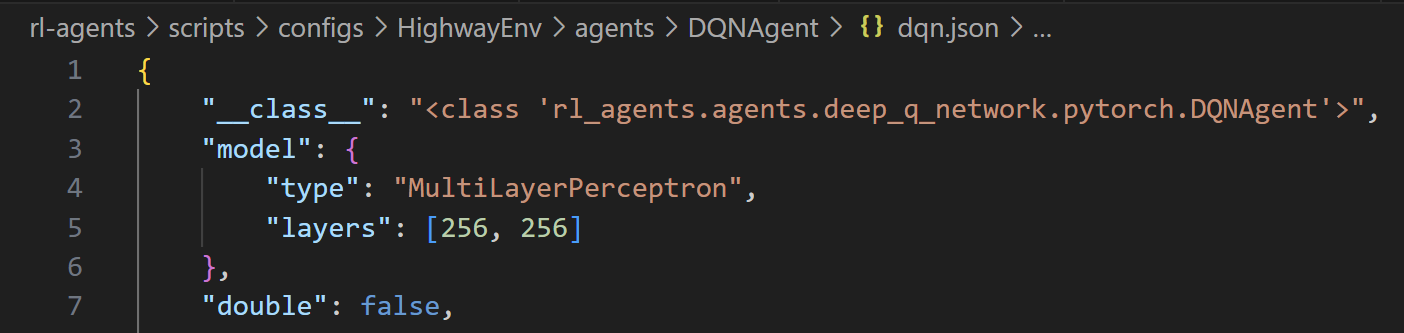 rl-agents > scripts > configs > HighwayEnv > agents > DQNAgent > {} dqn.json > ...
1 {
2     "__class__": "<class 'rl_agents.agents.deep_q_network.pytorch.DQNAgent'>",
3     "model": {
4         "type": "MultiLayerPerceptron",
5         "layers": [256, 256]
6     },
7     "double": false,